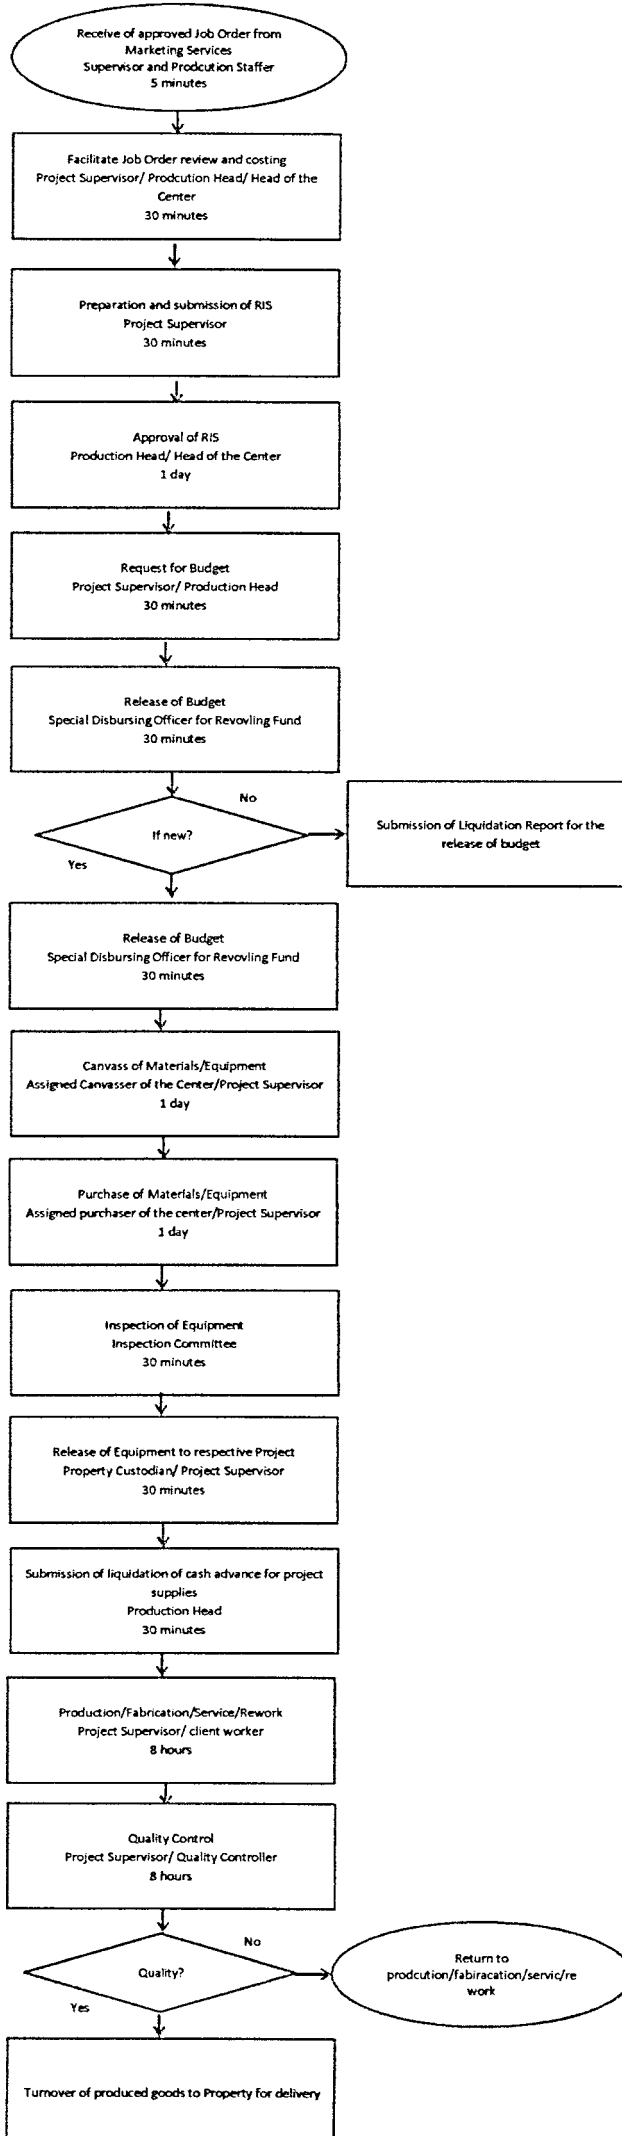 Receive of approved Job Order from
Marketing Services
Supervisor and Prodcution Staffer
5 minutes
Facilitate Job Order review and costing
Project Supervisor/ Prodcution Head/ Head of the
Center
30 minutes
Preparation and submission of RIS
Project Supervisor
30 minutes
Approval of RIS
Production Head/ Head of the Center
1 day
Request for Budget
Project Supervisor/ Production Head
30 minutes
Release of Budget
Special Disbursing Officer for Revovling Fund
30 minutes
No
If new?
Submission of Liquidation Report for the
release of budget
Yes
Release of Budget
Special Disbursing Officer for Revovling Fund
30 minutes
Canvass of Materials/Equipment
Assigned Canvasser of the Center/Project Supervisor
1 day
Purchase of Materials/Equipment
Assigned purchaser of the center/Project Supervisor
1 day
Inspection of Equipment
Inspection Committee
30 minutes
Release of Equipment to respective Project
Property Custodian/ Project Supervisor
30 minutes
Submission of liquidation of cash advance for project
supplies
Production Head
30 minutes
Production/Fabrication/Service/Rework
Project Supervisor/ client worker
8 hours
Quality Control
Project Supervisor/ Quality Controller
8 hours
No
Quality?
Return to
prodcution/fabiracation/servic/re
work
Yes
Turnover of produced goods to Property for delivery